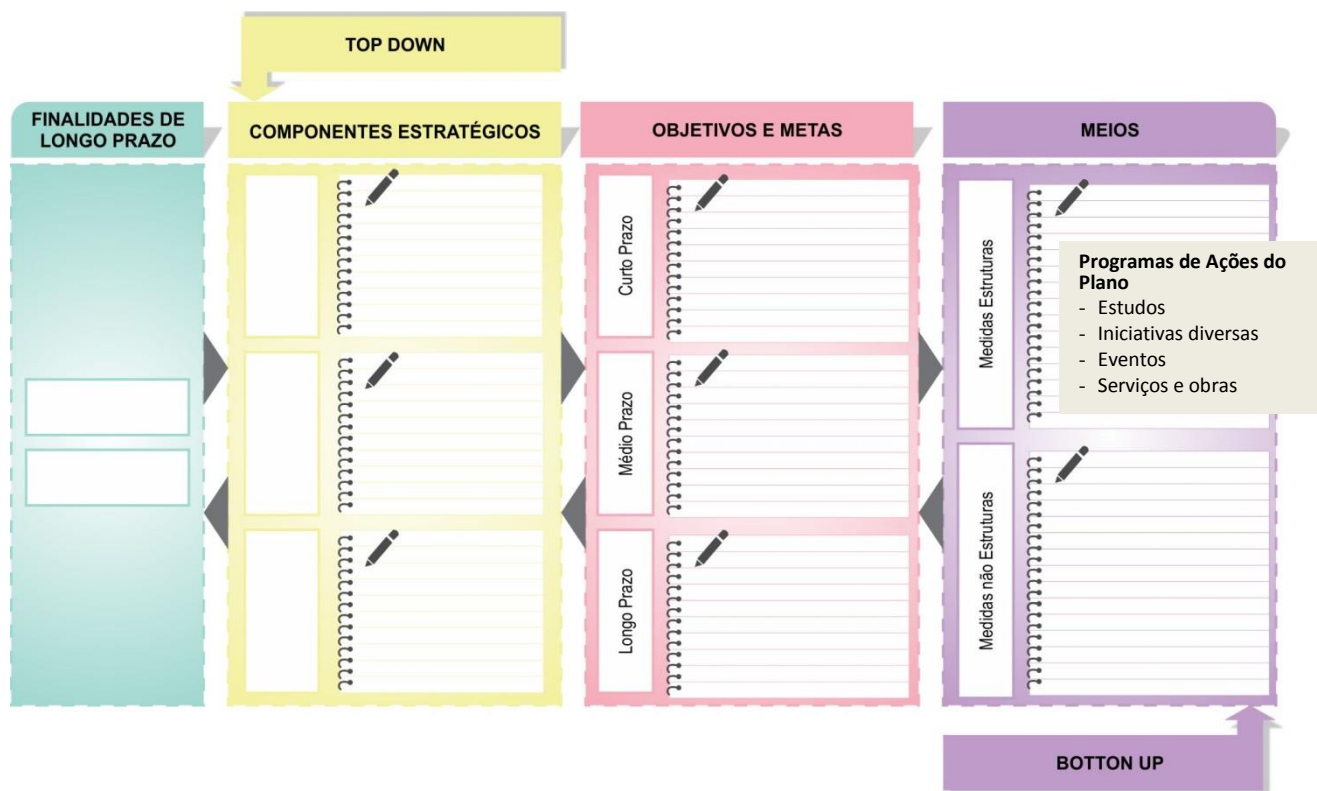 TOP DOWN
FINALIDADES DE
LONGO PRAZO
COMPONENTES ESTRATÉGICOS
OBJETIVOS E METAS
MEIOS
Curto Prazo
Médio Prazo
Longo Prazo
Medidas Estruturas
Programas de Ações do
Plano
- Estudos
- Iniciativas diversas
- Eventos
- Serviços e obras
Medidas não Estruturas
BOTTON UP